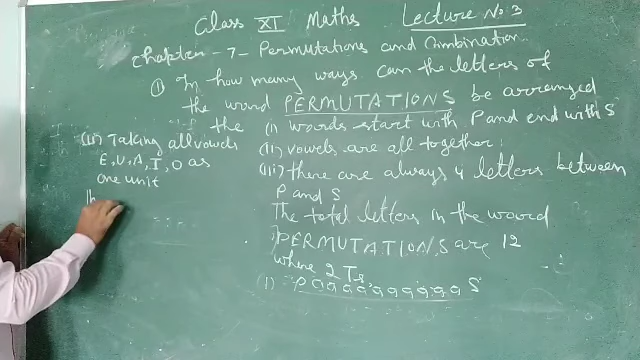 Class XI Maths Lecture No. 3
Chapter - 7 - Permutations and Combination
(1) In how many ways can the letters of
the word PERMUTATIONS be arranged
if the (i) words start with P and end with S
(ii) vowels are all together
(iii) there are always 4 letters between
P and S
The total letters in the word
PERMUTATIONS are 12
where 2 Ts
(i)
(ii) Taking all vowels
E, U, A, I, O as
one unit